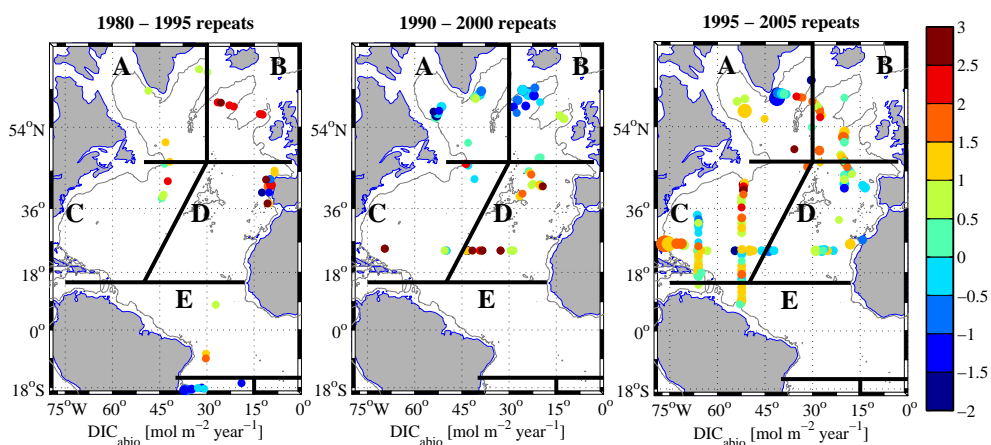 1980 – 1995 repeats
1990 – 2000 repeats
1995 – 2005 repeats
A
B
C
D
E
54°N
36°
18°
0°
18°S
75°W
60°
45°
30°
15°
0°
DIC_abio [mol m⁻² year⁻¹]
A
B
C
D
E
54°N
36°
18°
0°
18°S
75°W
60°
45°
30°
15°
0°
DIC_abio [mol m⁻² year⁻¹]
A
B
C
D
E
54°N
36°
18°
0°
18°S
75°W
60°
45°
30°
15°
0°
DIC_abio [mol m⁻² year⁻¹]
3
2.5
2
1.5
1
0.5
0
−0.5
−1
−1.5
−2